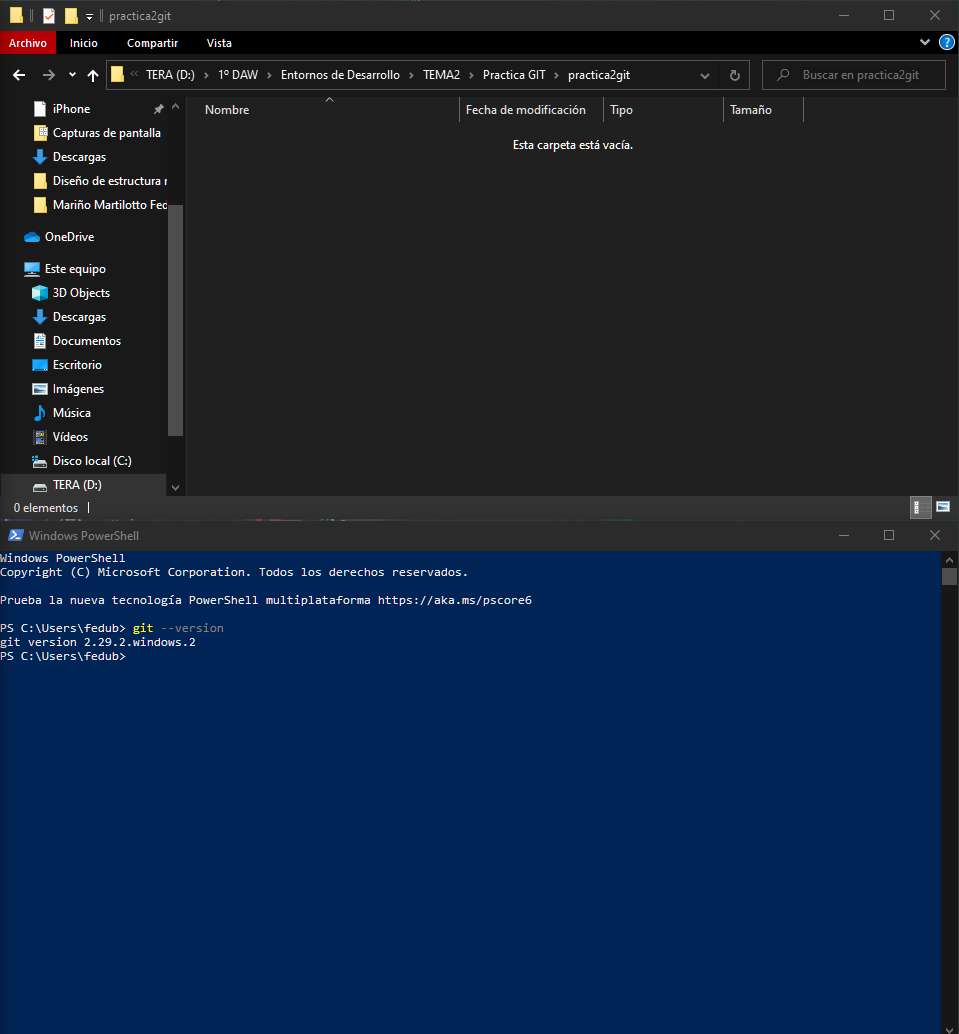 practica2git
Archivo Inicio Compartir Vista
TERA (D:) 1º DAW Entornos de Desarrollo TEMA2 Practica GIT practica2git
Buscar en practica2git
Nombre Fecha de modificación Tipo Tamaño
Esta carpeta está vacía.
iPhone
Capturas de pantalla
Descargas
Diseño de estructura
Mariño Martilotto Fed
OneDrive
Este equipo
3D Objects
Descargas
Documentos
Escritorio
Imágenes
Música
Vídeos
Disco local (C:)
TERA (D:)
0 elementos
Windows PowerShell
Windows PowerShell
Copyright (C) Microsoft Corporation. Todos los derechos reservados.
Prueba la nueva tecnología PowerShell multiplataforma https://aka.ms/pscore6
PS C:\Users\fedub> git --version
git version 2.29.2.windows.2
PS C:\Users\fedub>